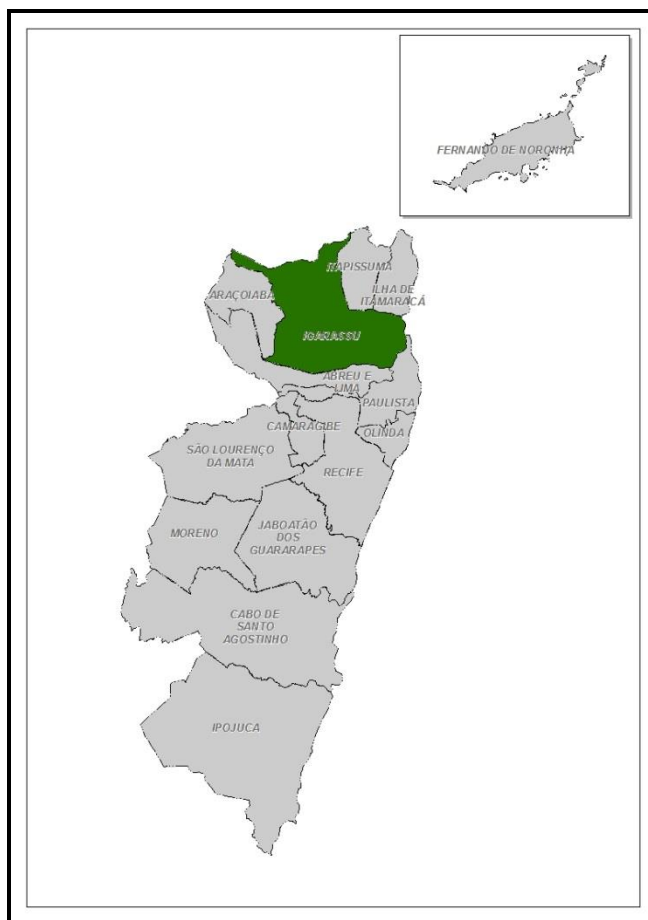 FERNANDO DE NORONHA
ITAPISSUMA
ARAÇOIABA
ILHA DE
ITAMARACÁ
IGARASSU
ABREU E
LIMA
PAULISTA
CAMARAGIBE
OLINDA
SÃO LOURENÇO
DA MATA
RECIFE
MORENO
JABOATÃO
DOS
GUARARAPES
CABO DE
SANTO
AGOSTINHO
IPOJUCA